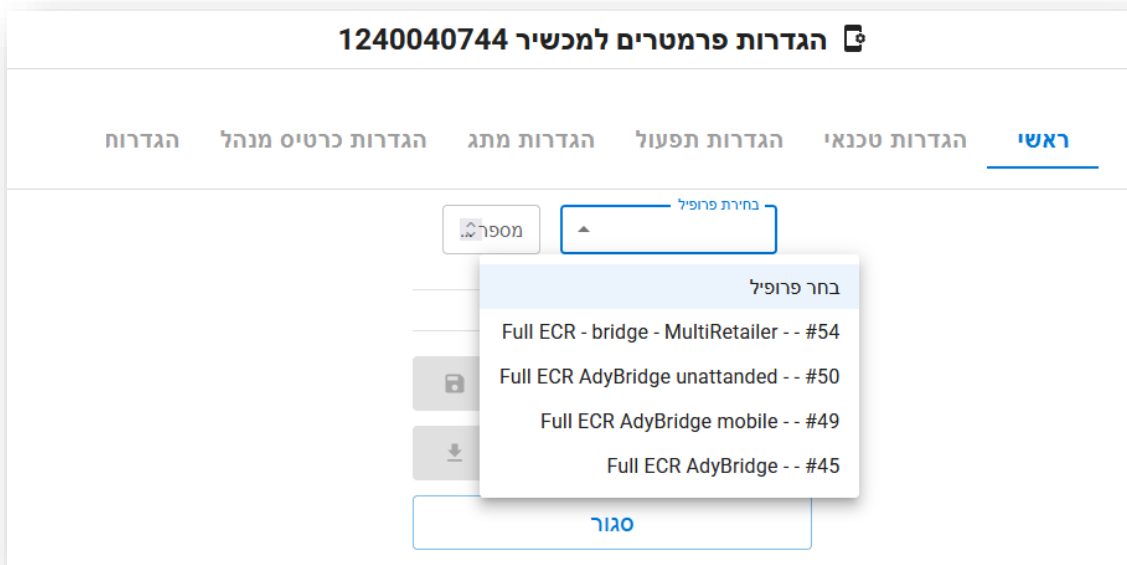 הגדרות פרמטרים למכשיר 1240040744
ראשי
הגדרות טכנאי
הגדרות תפעול
הגדרות מתג
הגדרות כרטיס מנהל
הגדרות
בחירת פרופיל
מספר...
בחר פרופיל
Full ECR - bridge - MultiRetailer - - #54
Full ECR AdyBridge unattanded - - #50
Full ECR AdyBridge mobile - - #49
Full ECR AdyBridge - - #45
סגור